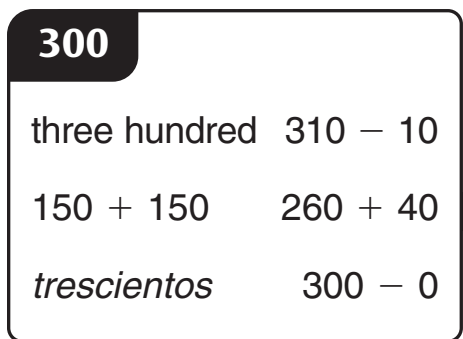 300
three hundred 310 − 10
150 + 150 260 + 40
trescientos 300 − 0